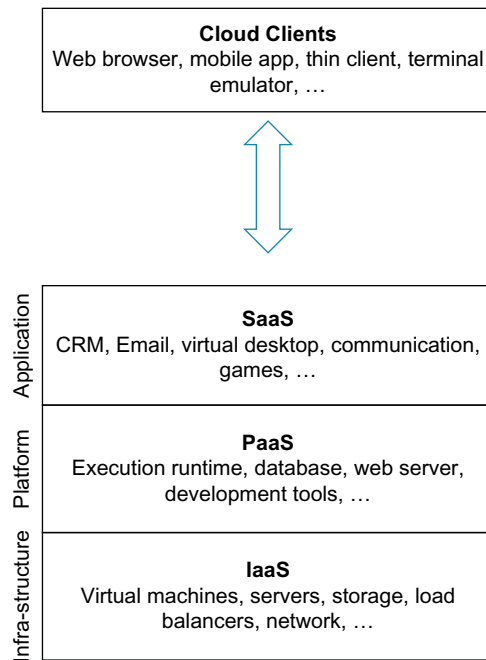 Cloud Clients
Web browser, mobile app, thin client, terminal
emulator, …
Application
SaaS
CRM, Email, virtual desktop, communication,
games, …
Platform
PaaS
Execution runtime, database, web server,
development tools, …
Infra-structure
IaaS
Virtual machines, servers, storage, load
balancers, network, …